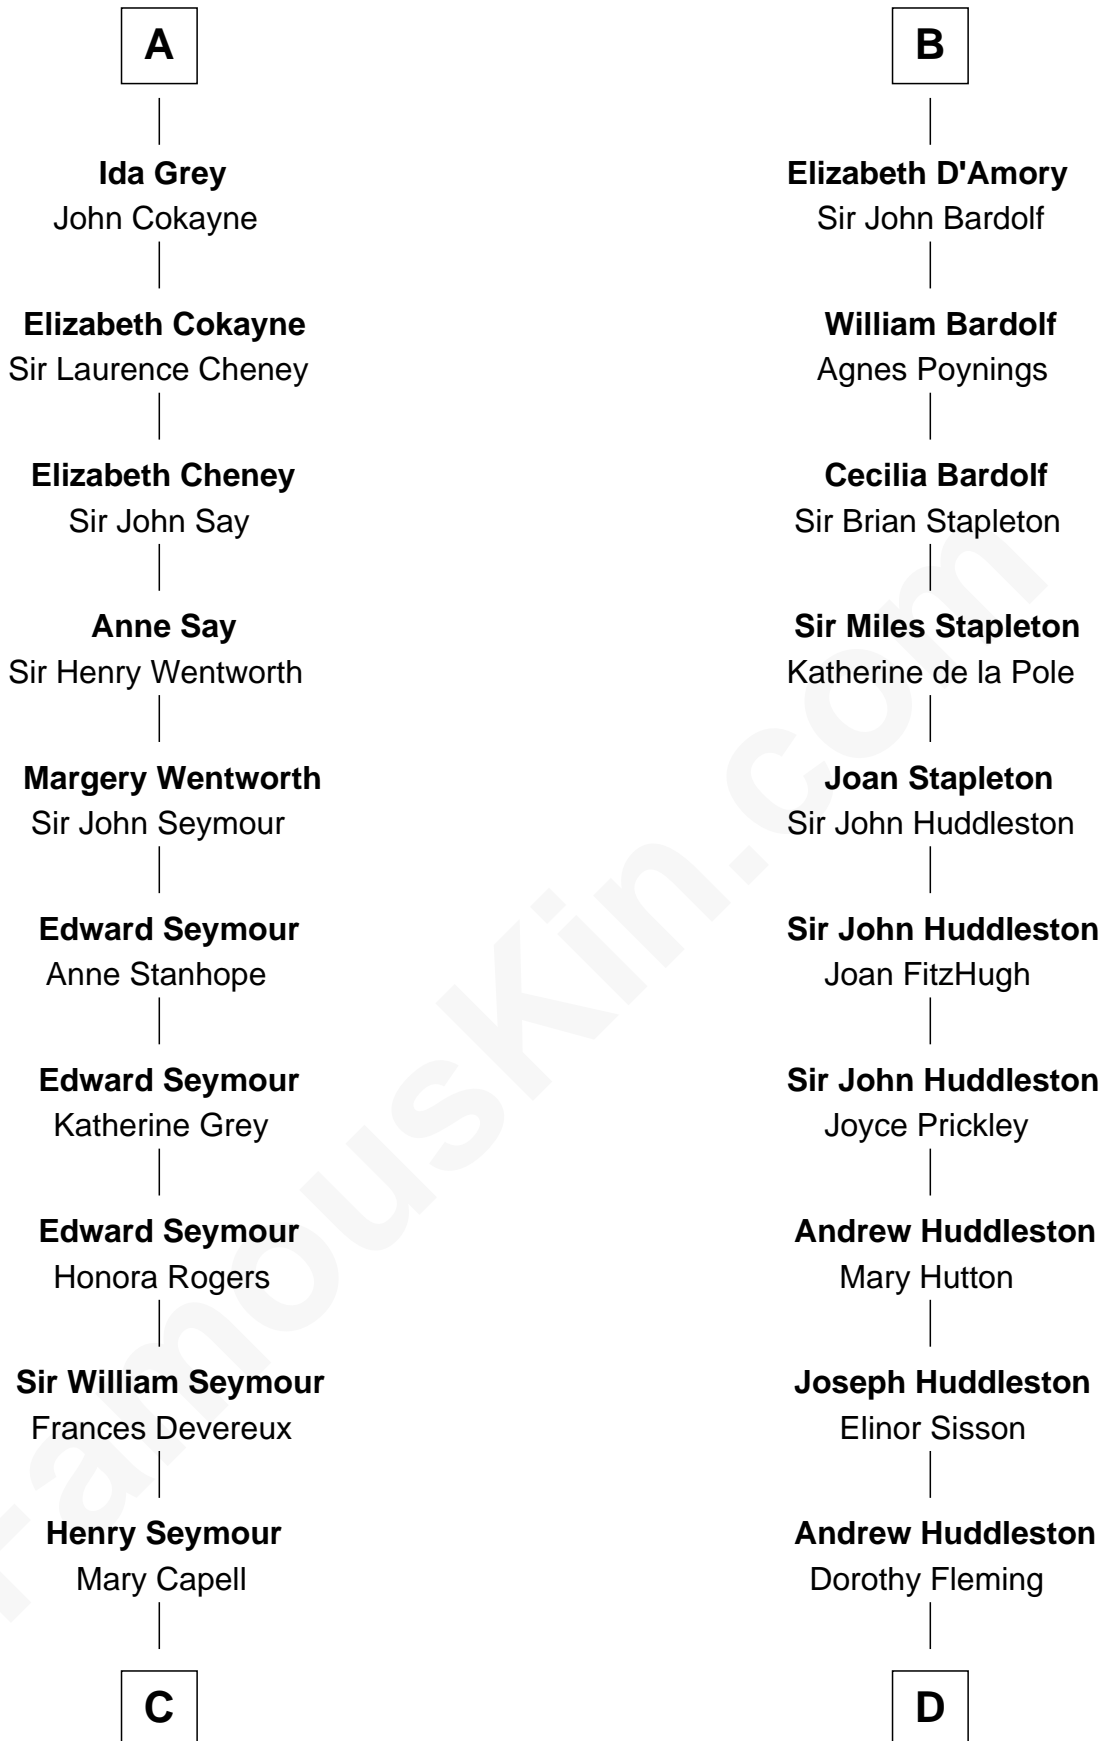 A
Ida Grey
John Cokayne
Elizabeth Cokayne
Sir Laurence Cheney
Elizabeth Cheney
Sir John Say
Anne Say
Sir Henry Wentworth
Margery Wentworth
Sir John Seymour
Edward Seymour
Anne Stanhope
Edward Seymour
Katherine Grey
Edward Seymour
Honora Rogers
Sir William Seymour
Frances Devereux
Henry Seymour
Mary Capell
C
B
Elizabeth D'Amory
Sir John Bardolf
William Bardolf
Agnes Poynings
Cecilia Bardolf
Sir Brian Stapleton
Sir Miles Stapleton
Katherine de la Pole
Joan Stapleton
Sir John Huddleston
Sir John Huddleston
Joan FitzHugh
Sir John Huddleston
Joyce Prickley
Andrew Huddleston
Mary Hutton
Joseph Huddleston
Elinor Sisson
Andrew Huddleston
Dorothy Fleming
D
FamousKin.com